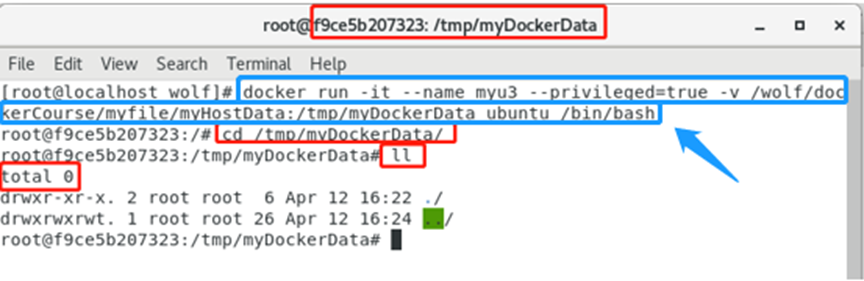 root@f9ce5b207323: /tmp/myDockerData
File Edit View Search Terminal Help
[root@localhost wolf]# docker run -it --name myu3 --privileged=true -v /wolf/doc
kerCourse/myfile/myHostData:/tmp/myDockerData ubuntu /bin/bash
root@f9ce5b207323:/# cd /tmp/myDockerData/
root@f9ce5b207323:/tmp/myDockerData# ll
total 0
drwxr-xr-x. 2 root root  6 Apr 12 16:22 ./
drwxrwxrwt. 1 root root 26 Apr 12 16:24 ../
root@f9ce5b207323:/tmp/myDockerData#